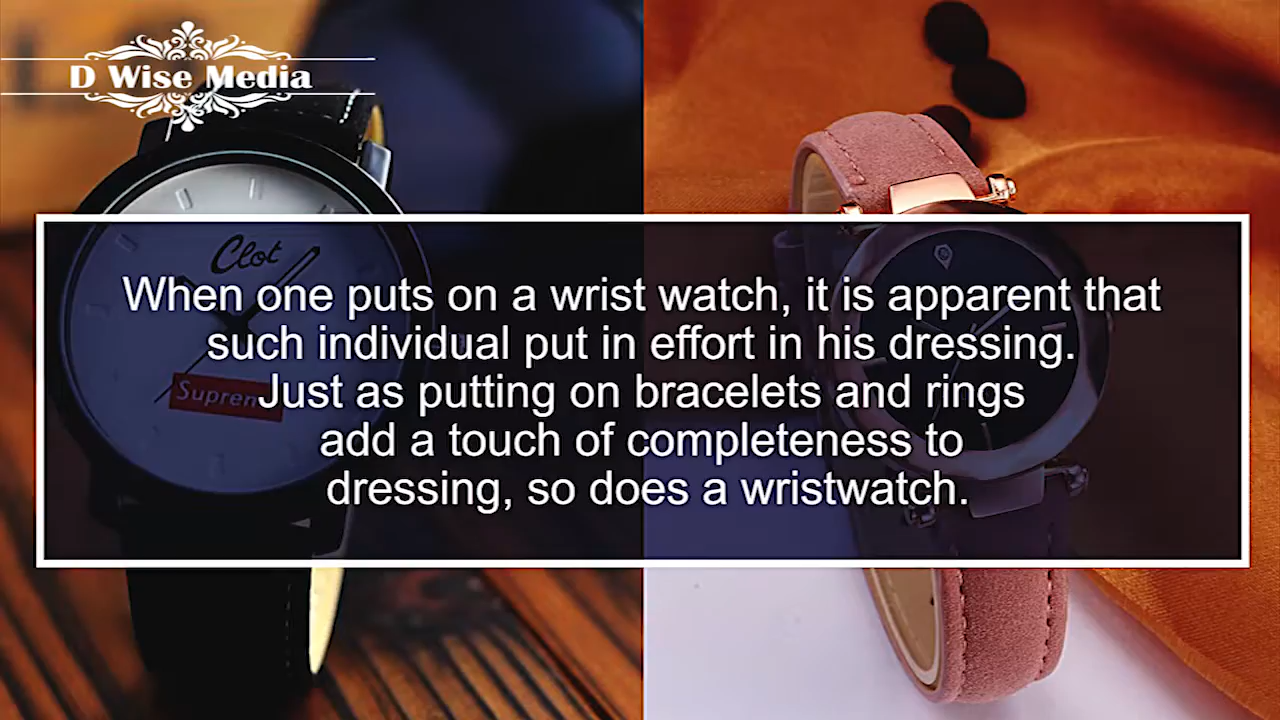 D Wise Media
Clot
When one puts on a wrist watch, it is apparent that
such individual put in effort in his dressing.
Just as putting on bracelets and rings
add a touch of completeness to
dressing, so does a wristwatch.